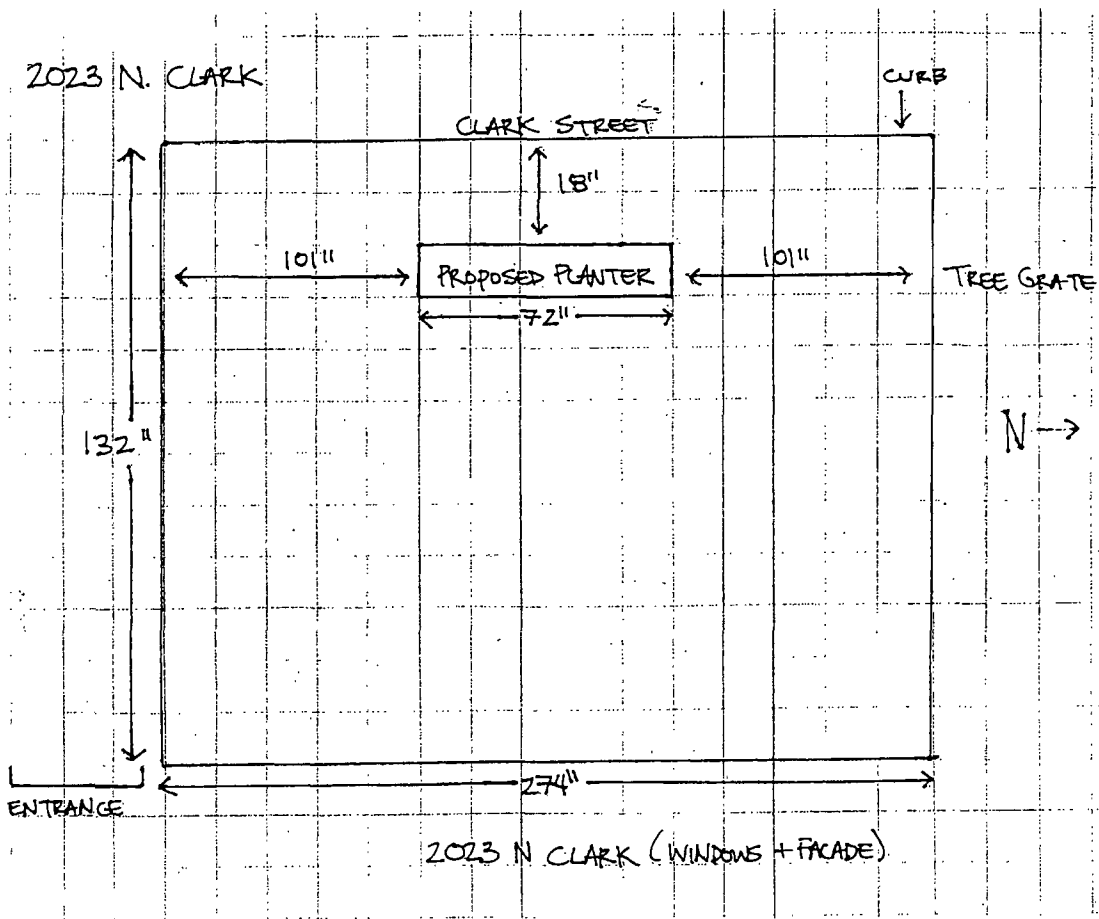 2023 N. CLARK
CURB
CLARK STREET
18"
101"
PROPOSED PLANTER
101"
TREE GRATE
72"
132"
N
274"
ENTRANCE
2023 N CLARK (WINDOWS + FACADE)